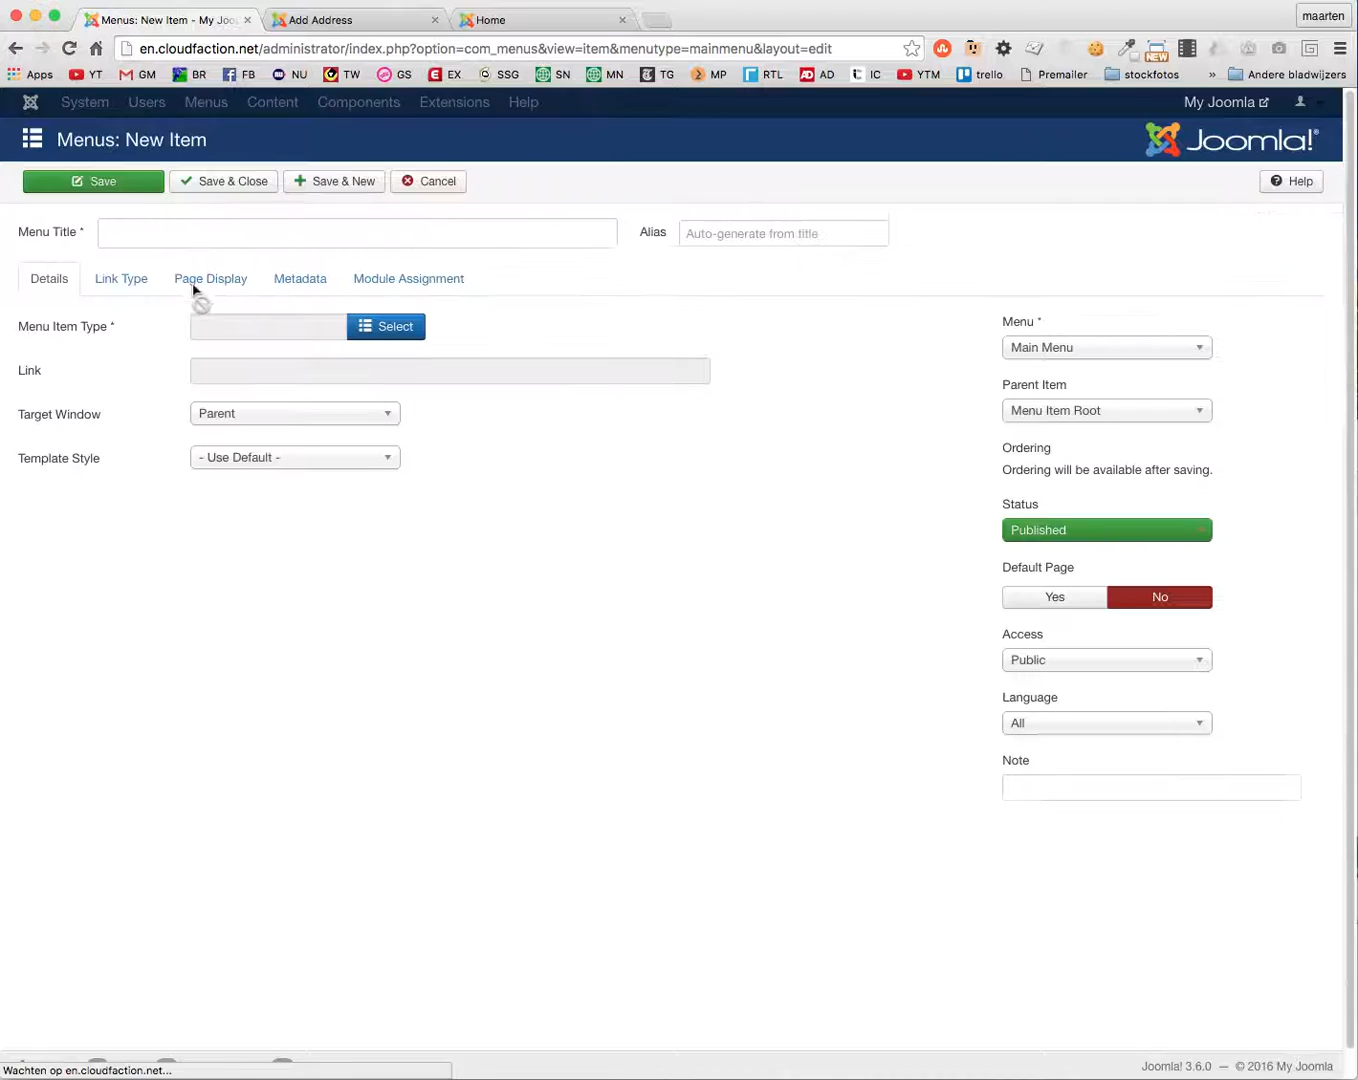 Menus: New Item - My Joo
Add Address
Home
maarten
en.cloudfaction.net/administrator/index.php?option=com_menus&view=item&menutype=mainmenu&layout=edit
NEW
Apps YT GM BR FB NU TW GS EX SSG SN MN TG MP RTL AD IC YTM trello Premailer stockfotos » Andere bladwijzers
System Users Menus Content Components Extensions Help My Joomla
Menus: New Item Joomla!®
Save Save & Close Save & New Cancel Help
Menu Title * Alias Auto-generate from title
Details Link Type Page Display Metadata Module Assignment
Menu Item Type * Select
Link
Target Window Parent
Template Style - Use Default -
Menu *
Main Menu
Parent Item
Menu Item Root
Ordering
Ordering will be available after saving.
Status
Published
Default Page
Yes No
Access
Public
Language
All
Note
Joomla! 3.6.0 — © 2016 My Joomla
Wachten op en.cloudfaction.net...